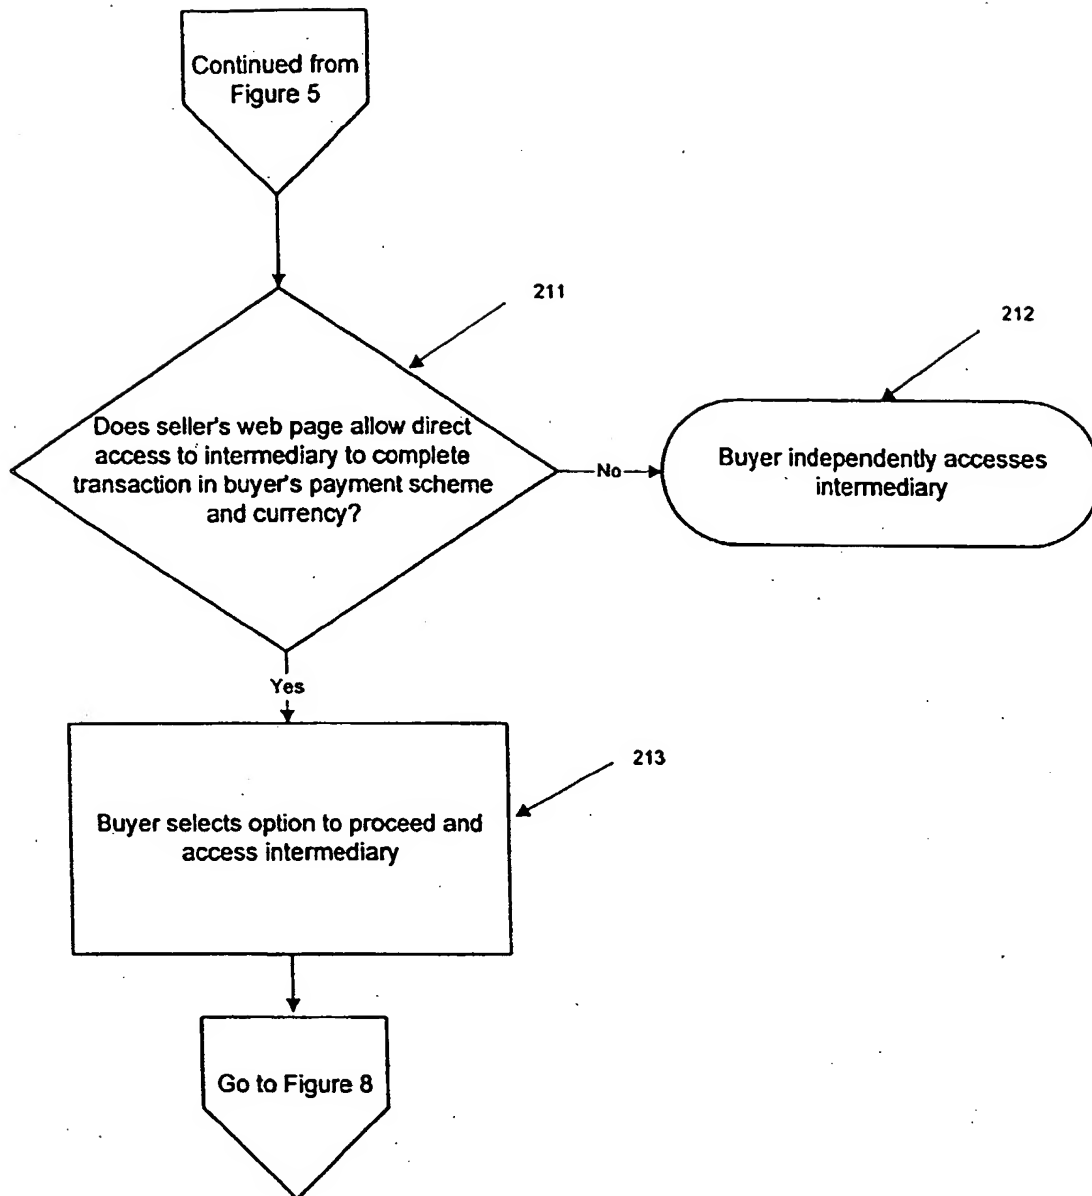 Continued from
Figure 5
211
212
Does seller's web page allow direct
access to intermediary to complete
transaction in buyer's payment scheme
and currency?
No
Buyer independently accesses
intermediary
Yes
213
Buyer selects option to proceed and
access intermediary
Go to Figure 8